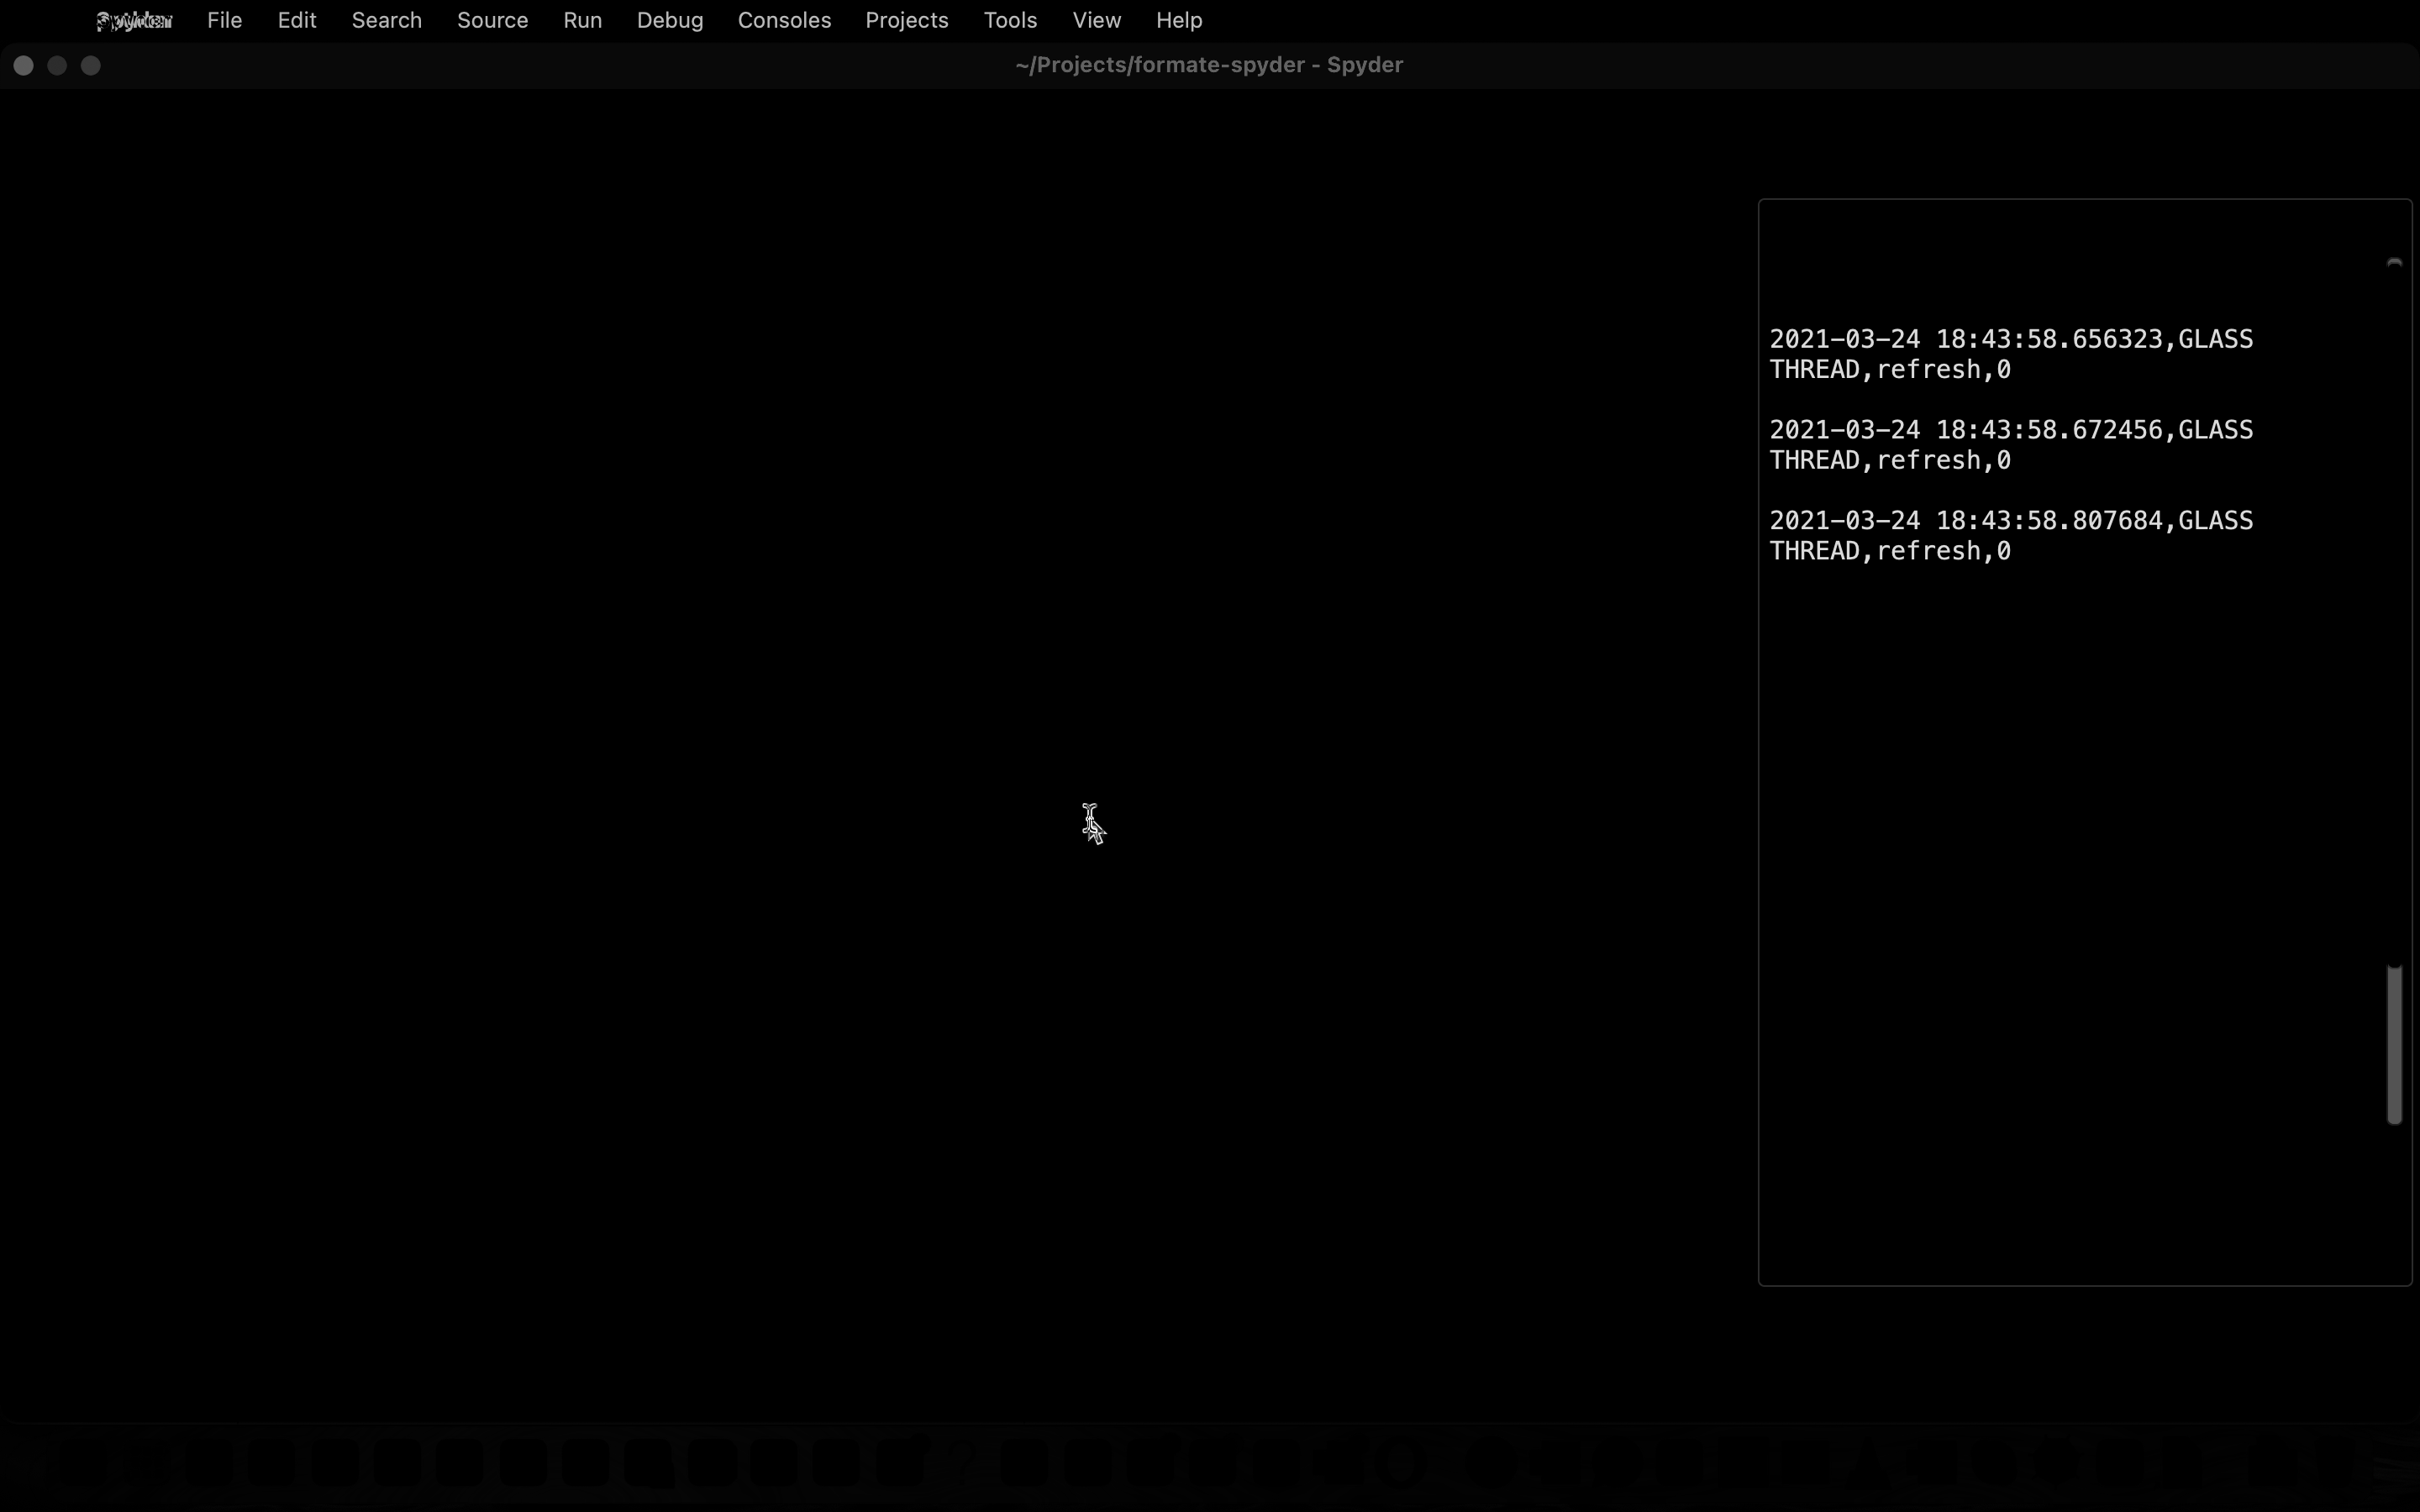 File Edit Search Source Run Debug Consoles Projects Tools View Help
~/Projects/formate-spyder - Spyder
2021-03-24 18:43:58.656323,GLASS
THREAD,refresh,0
2021-03-24 18:43:58.672456,GLASS
THREAD,refresh,0
2021-03-24 18:43:58.807684,GLASS
THREAD,refresh,0